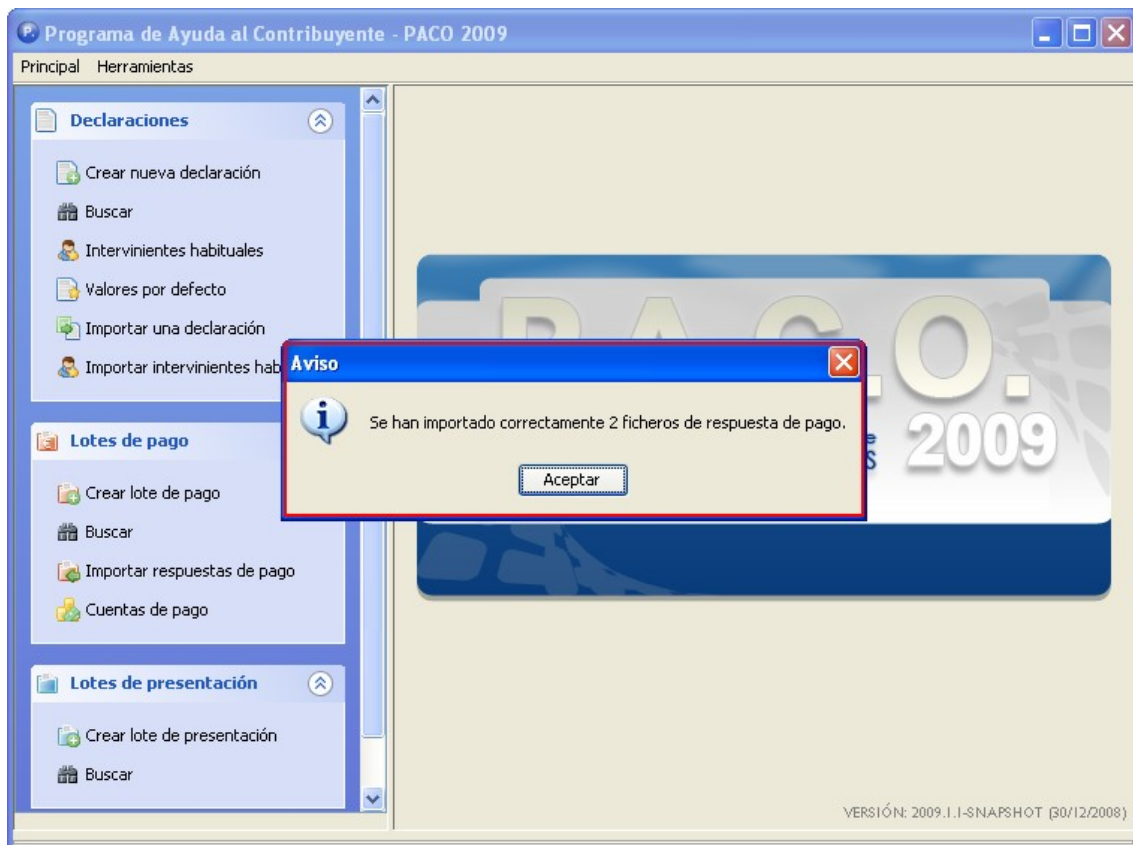 Programa de Ayuda al Contribuyente - PACO 2009
Principal Herramientas
Declaraciones
Crear nueva declaración
Buscar
Intervinientes habituales
Valores por defecto
Importar una declaración
Importar intervinientes hab
Lotes de pago
Crear lote de pago
Buscar
Importar respuestas de pago
Cuentas de pago
Lotes de presentación
Crear lote de presentación
Buscar
P.A.C.O.
2009
Aviso
Se han importado correctamente 2 ficheros de respuesta de pago.
Aceptar
VERSIÓN: 2009.1.1-SNAPSHOT (30/12/2008)